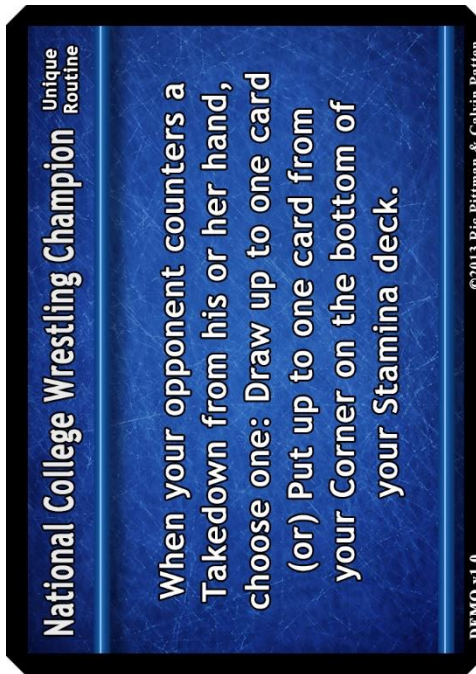 National College Wrestling Champion
Unique
Routine
When your opponent counters a
Takedown from his or her hand,
choose one: Draw up to one card
(or) Put up to one card from
your Corner on the bottom of
your Stamina deck.
DEMO v1.0
©2013 Ric Pittman & Calvin Patton